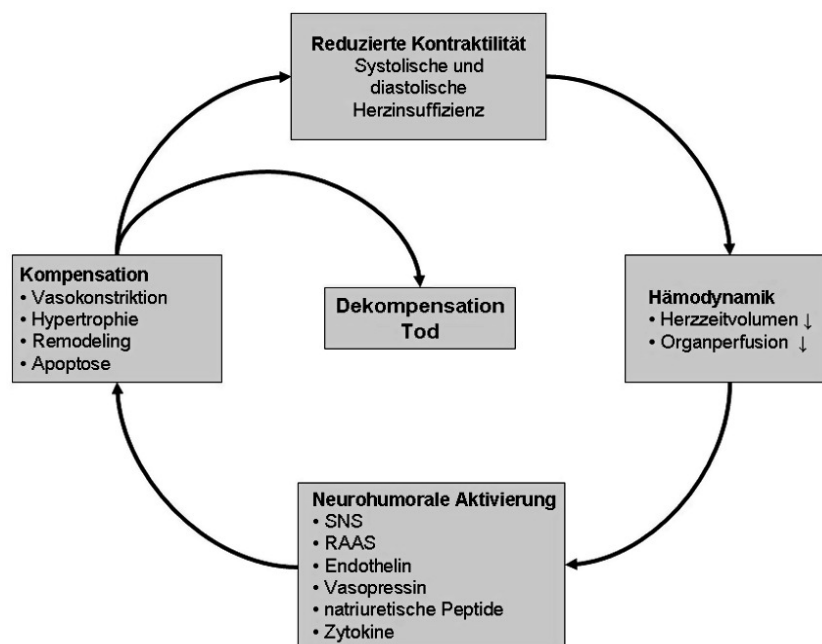 Reduzierte Kontraktilität
Systolische und
diastolische
Herzinsuffizienz
Hämodynamik
• Herzzeitvolumen ↓
• Organperfusion ↓
Neurohumorale Aktivierung
• SNS
• RAAS
• Endothelin
• Vasopressin
• natriuretische Peptide
• Zytokine
Kompensation
• Vasokonstriktion
• Hypertrophie
• Remodeling
• Apoptose
Dekompensation
Tod